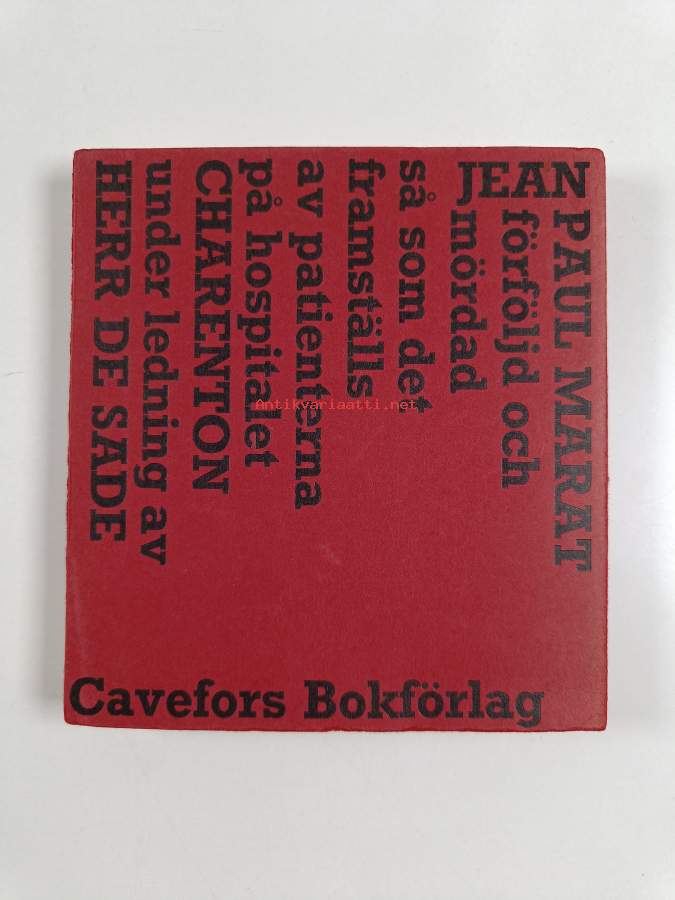 JEAN
PAUL MARAT
förföljd och
mördad
så som det
framställs
av patienterna
på hospitalet
CHARENTON
under ledning av
HERR DE SADE
Antikvariaatti.net
Cavefors Bokförlag